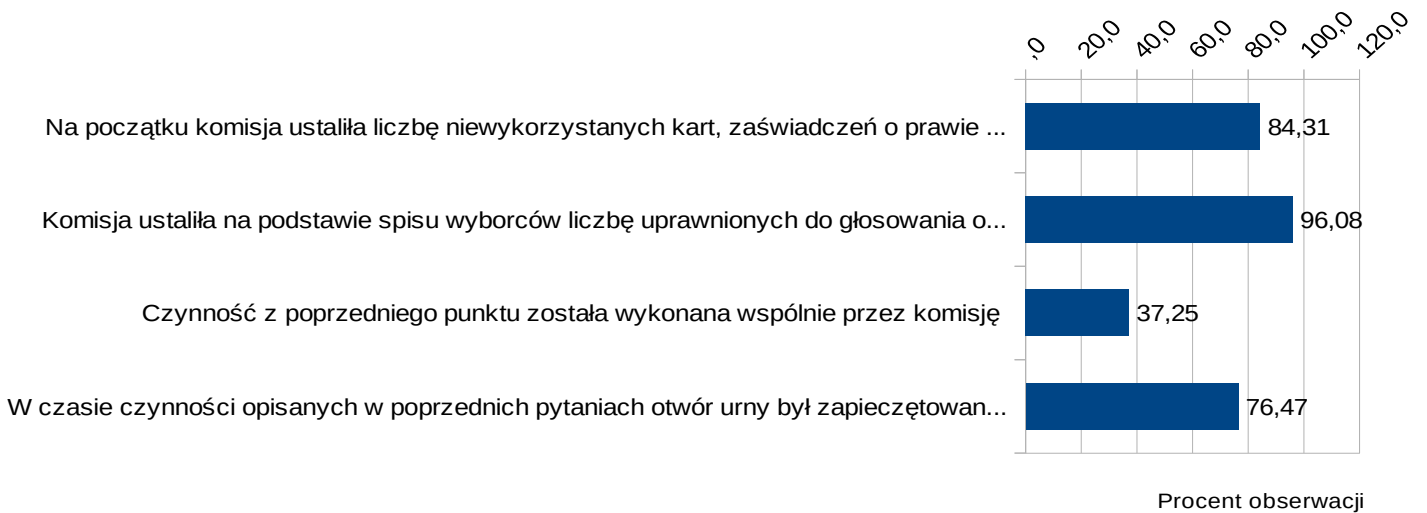 ,0 20,0 40,0 60,0 80,0 100,0 120,0
Na początku komisja ustaliła liczbę niewykorzystanych kart, zaświadczeń o prawie ... 84,31
Komisja ustaliła na podstawie spisu wyborców liczbę uprawnionych do głosowania o... 96,08
Czynność z poprzedniego punktu została wykonana wspólnie przez komisję 37,25
W czasie czynności opisanych w poprzednich pytaniach otwór urny był zapieczętowan... 76,47
Procent obserwacji